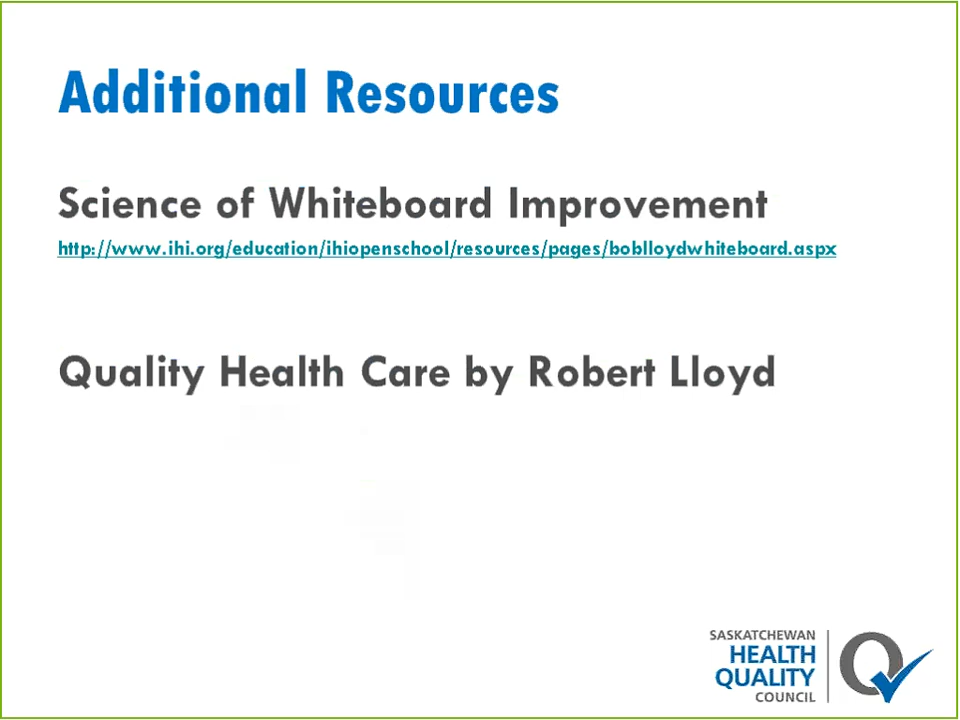 Additional Resources
Science of Whiteboard Improvement
http://www.ihi.org/education/ihiopenschool/resources/pages/boblloydwhiteboard.aspx
Quality Health Care by Robert Lloyd
SASKATCHEWAN
HEALTH
QUALITY
COUNCIL